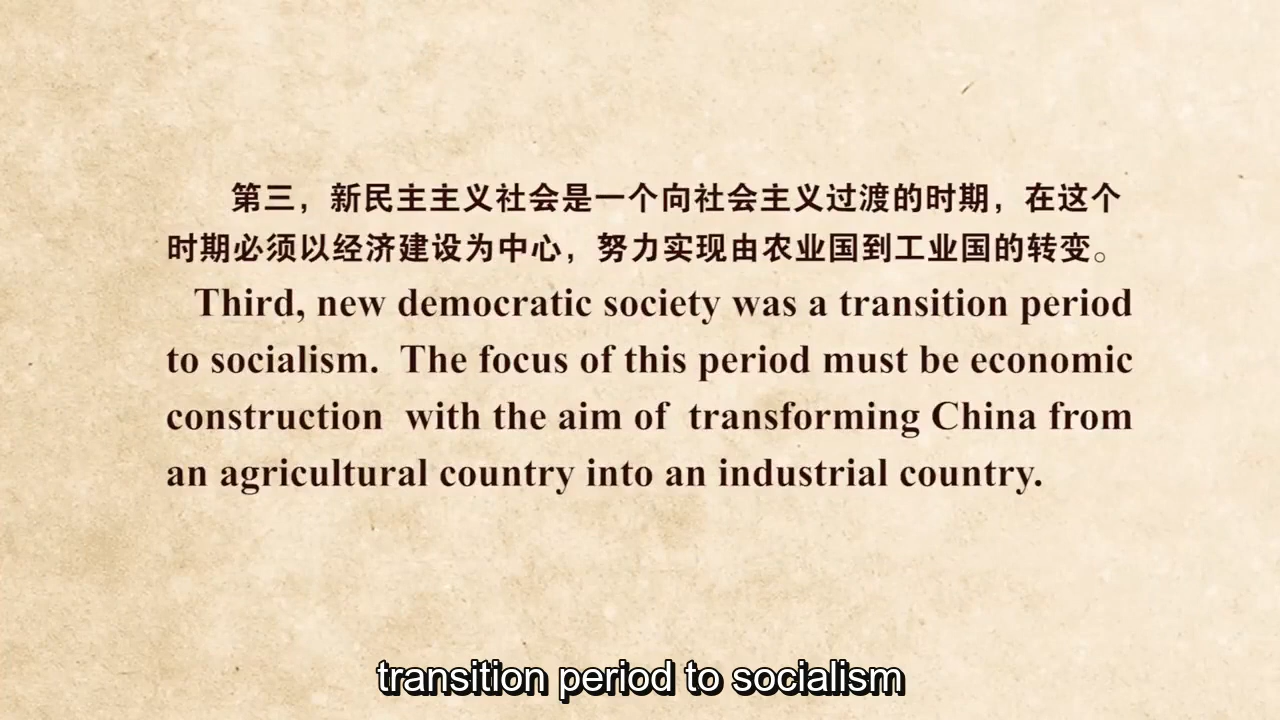 第三，新民主主义社会是一个向社会主义过渡的时期，在这个
时期必须以经济建设为中心，努力实现由农业国到工业国的转变。
Third, new democratic society was a transition period
to socialism. The focus of this period must be economic
construction with the aim of transforming China from
an agricultural country into an industrial country.
transition period to socialism